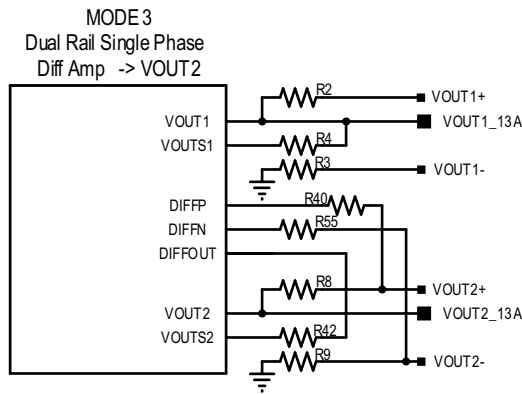 MODE 3
Dual Rail Single Phase
Diff Amp -> VOUT2
R2
VOUT1+
VOUT1
VOUT1_13A
VOUTS1
R4
R3
VOUT1-
DIFFP
R40
DIFFN
R55
DIFFOUT
R8
VOUT2+
VOUT2
VOUT2_13A
VOUTS2
R42
R9
VOUT2-